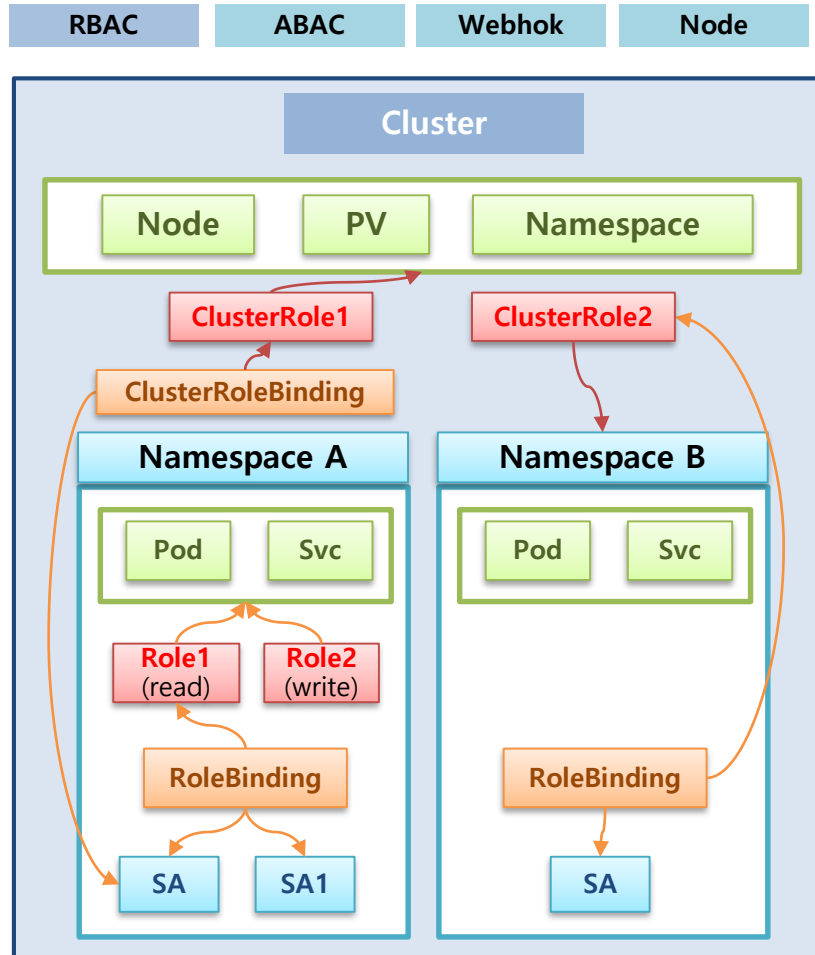 RBAC
ABAC
Webhok
Node
Cluster
Node
PV
Namespace
ClusterRole1
ClusterRole2
ClusterRoleBinding
Namespace A
Namespace B
Pod
Svc
Pod
Svc
Role1
(read)
Role2
(write)
RoleBinding
RoleBinding
SA
SA1
SA